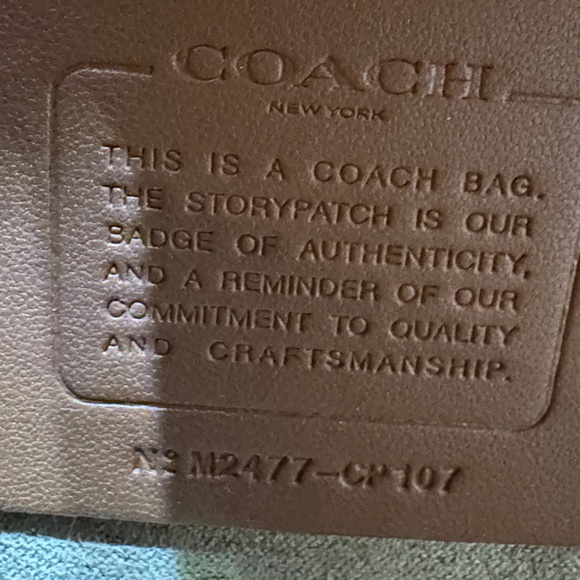 COACH
NEW YORK
THIS IS A COACH BAG.
THE STORYPATCH IS OUR
BADGE OF AUTHENTICITY,
AND A REMINDER OF OUR
COMMITMENT TO QUALITY
AND CRAFTSMANSHIP.
Nº M2477-CP107